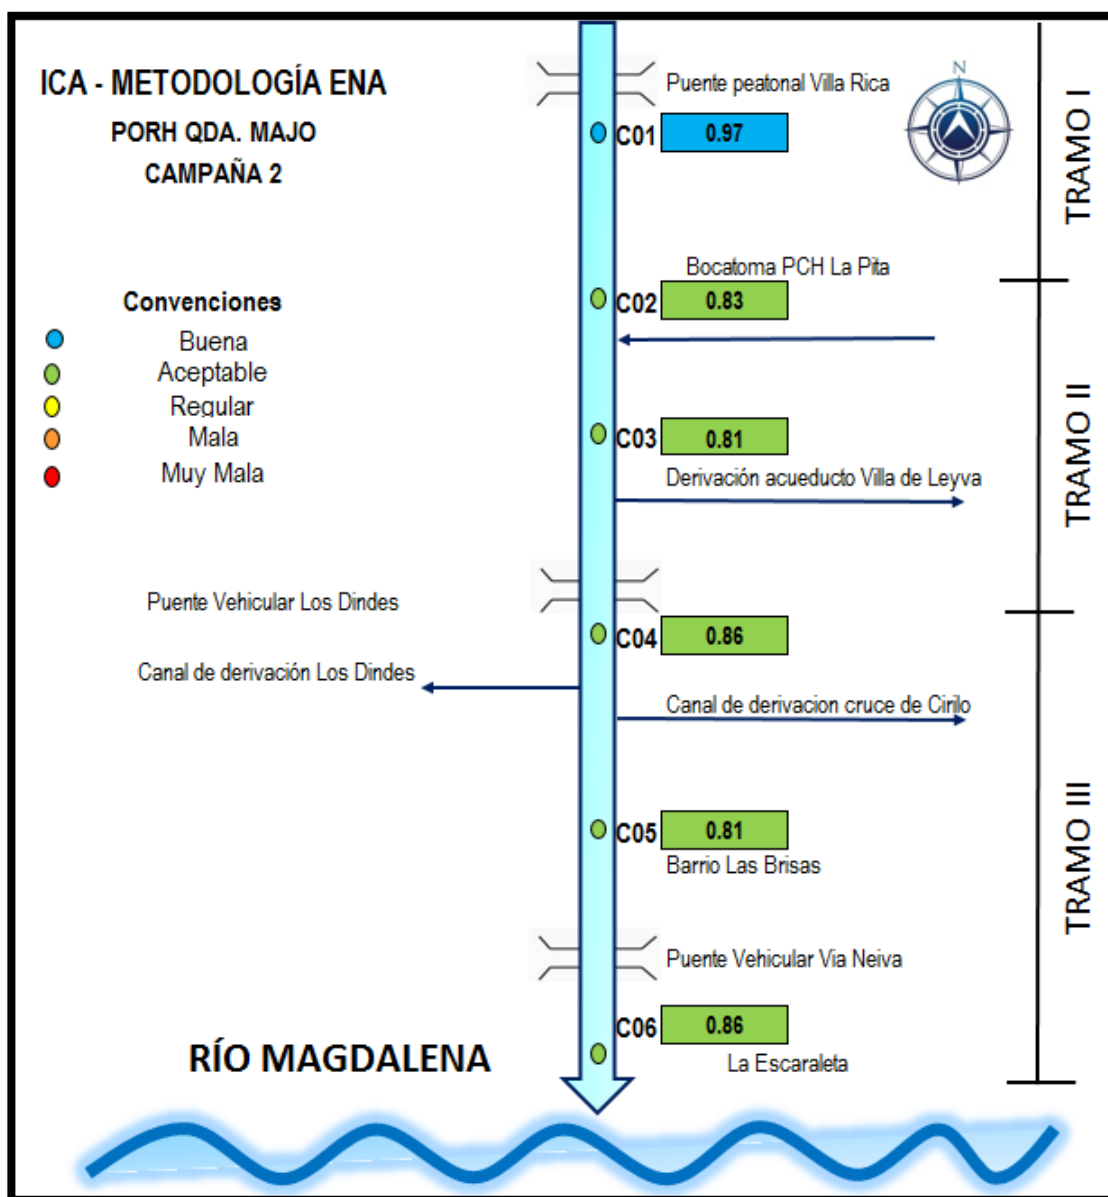 ICA - METODOLOGÍA ENA
PORH QDA. MAJO
CAMPAÑA 2
Puente peatonal Villa Rica
N
C01 0.97
TRAMO I
Bocatoma PCH La Pita
C02 0.83
Convenciones
Buena
Aceptable
Regular
Mala
Muy Mala
C03 0.81
Derivación acueducto Villa de Leyva
TRAMO II
Puente Vehicular Los Dindes
C04 0.86
Canal de derivación Los Dindes
Canal de derivacion cruce de Cirilo
C05 0.81
Barrio Las Brisas
TRAMO III
Puente Vehicular Via Neiva
C06 0.86
La Escaraleta
RÍO MAGDALENA